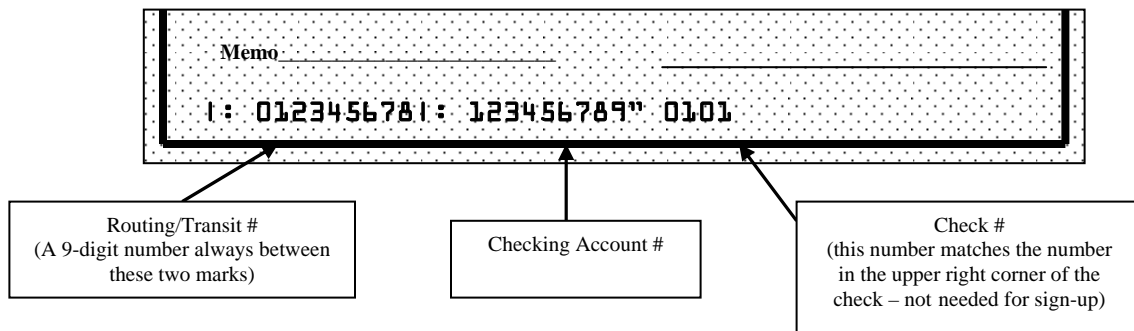 Memo
|: 012345678|: 123456789" 0101
Routing/Transit #
(A 9-digit number always between
these two marks)
Checking Account #
Check #
(this number matches the number
in the upper right corner of the
check – not needed for sign-up)